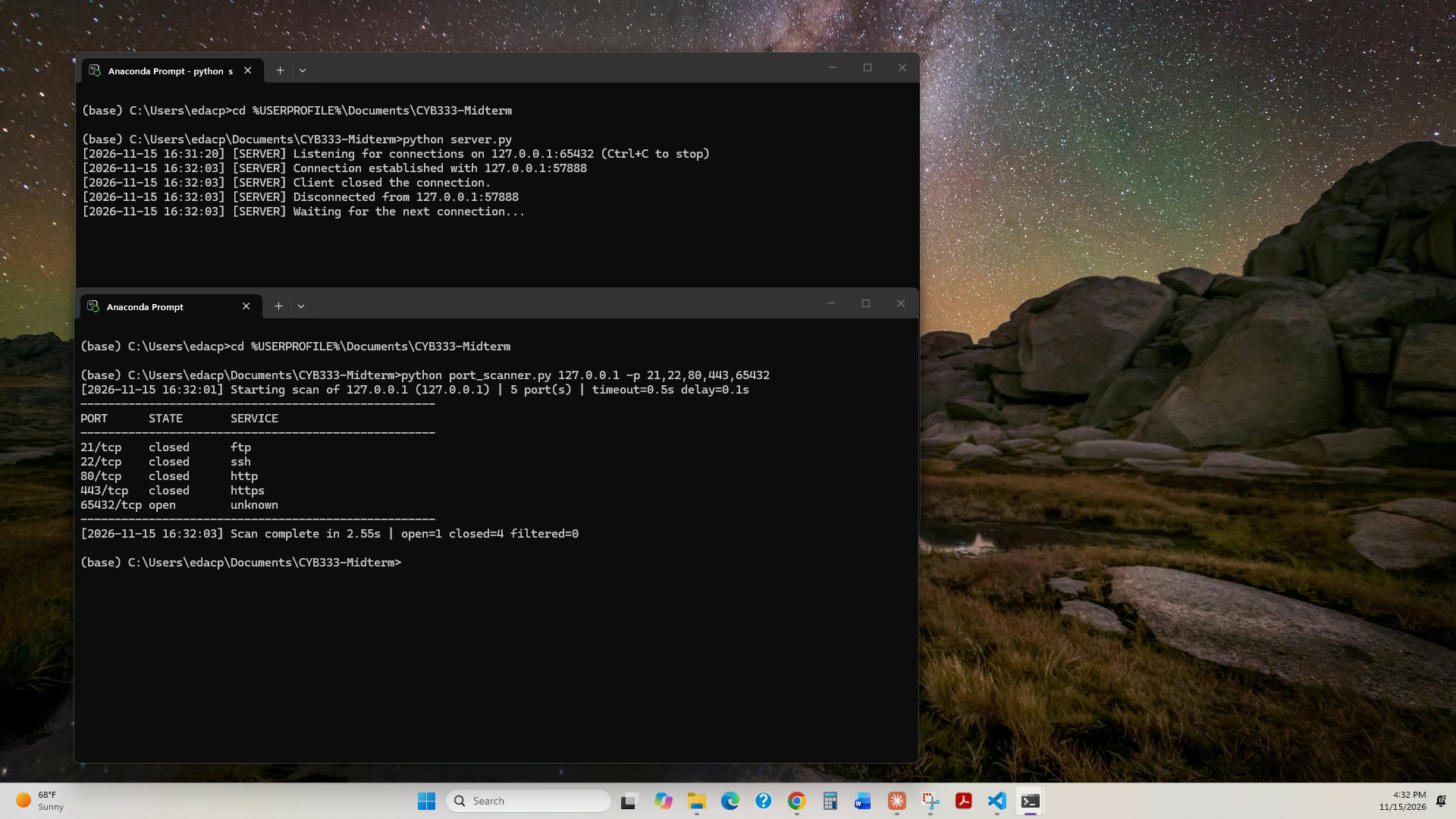 Anaconda Prompt - python s
(base) C:\Users\edacp>cd %USERPROFILE%\Documents\CYB333-Midterm
(base) C:\Users\edacp\Documents\CYB333-Midterm>python server.py
[2026-11-15 16:31:20] [SERVER] Listening for connections on 127.0.0.1:65432 (Ctrl+C to stop)
[2026-11-15 16:32:03] [SERVER] Connection established with 127.0.0.1:57888
[2026-11-15 16:32:03] [SERVER] Client closed the connection.
[2026-11-15 16:32:03] [SERVER] Disconnected from 127.0.0.1:57888
[2026-11-15 16:32:03] [SERVER] Waiting for the next connection...
Anaconda Prompt
(base) C:\Users\edacp>cd %USERPROFILE%\Documents\CYB333-Midterm
(base) C:\Users\edacp\Documents\CYB333-Midterm>python port_scanner.py 127.0.0.1 -p 21,22,80,443,65432
[2026-11-15 16:32:01] Starting scan of 127.0.0.1 (127.0.0.1) | 5 port(s) | timeout=0.5s delay=0.1s
----------------------------------------------------
PORT      STATE       SERVICE
----------------------------------------------------
21/tcp    closed      ftp
22/tcp    closed      ssh
80/tcp    closed      http
443/tcp   closed      https
65432/tcp open        unknown
----------------------------------------------------
[2026-11-15 16:32:03] Scan complete in 2.55s | open=1 closed=4 filtered=0
(base) C:\Users\edacp\Documents\CYB333-Midterm>
68°F
Sunny
Search
4:32 PM
11/15/2026